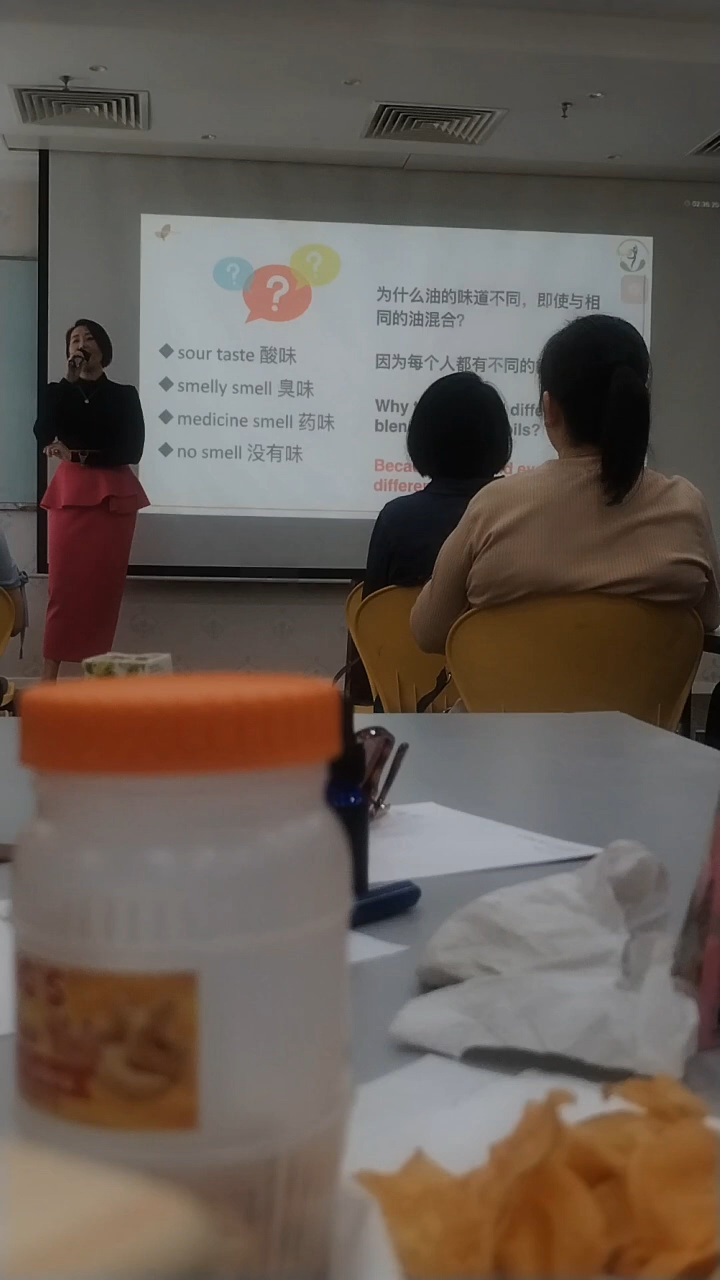 ? ? ?
为什么油的味道不同，即使与相
同的油混合？
因为每个人都有不同的
Why diffe
blen oils?
Beca d ev
differe
◆sour taste 酸味
◆smelly smell 臭味
◆medicine smell 药味
◆no smell 没有味